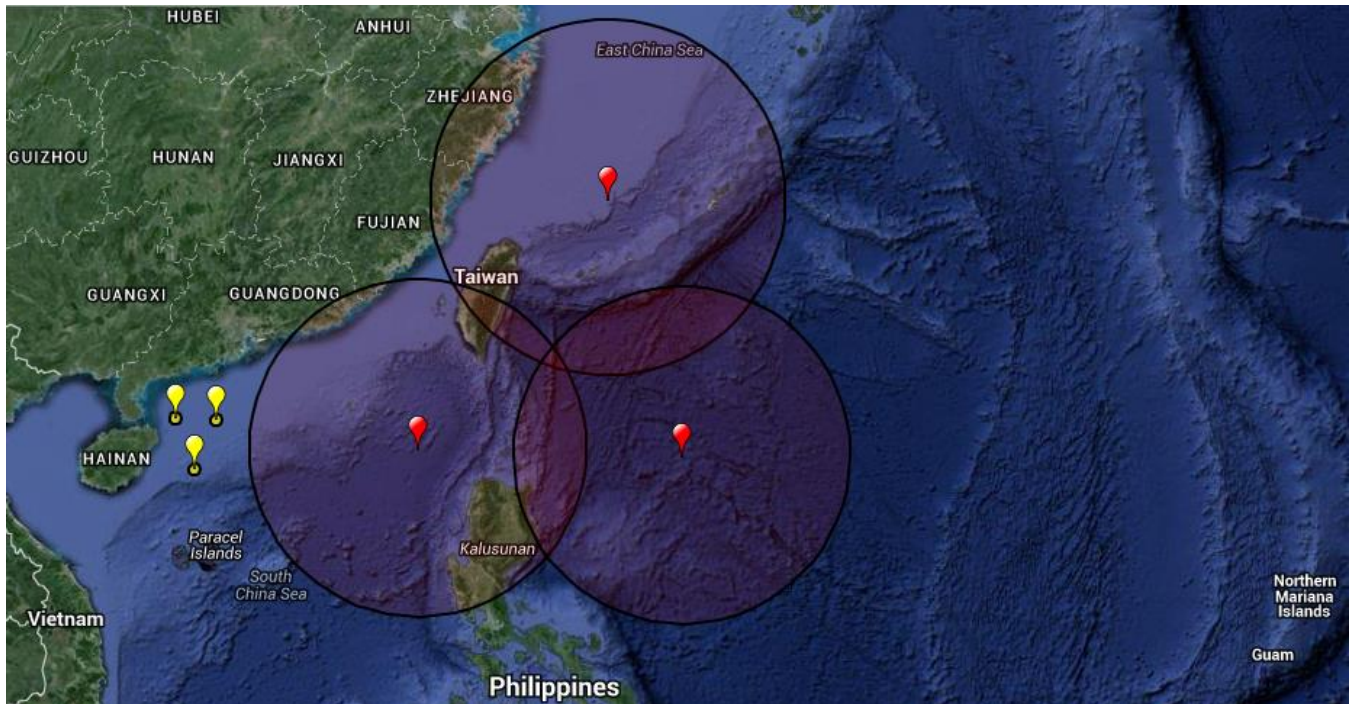 HUBEI
ANHUI
East China Sea
ZHEJIANG
GUIZHOU
HUNAN
JIANGXI
FUJIAN
Taiwan
GUANGXI
GUANGDONG
HAINAN
Paracel
Islands
Kalusunan
South
China Sea
Northern
Mariana
Islands
Vietnam
Guam
Philippines